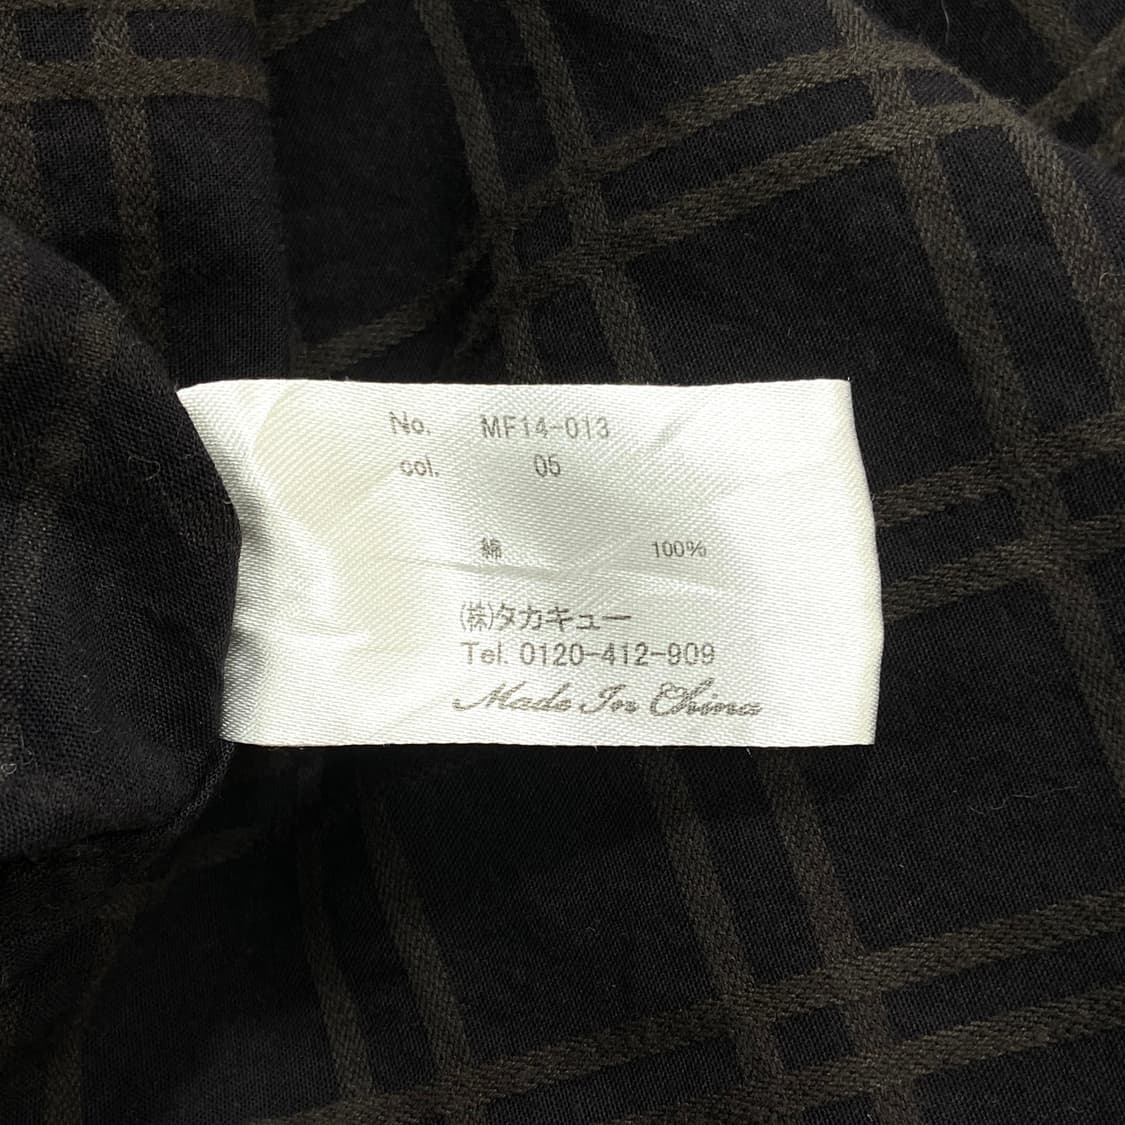 No. MF14-013
col. 05
綿 100%
(株)タカキュー
Tel. 0120-412-909
Made In China